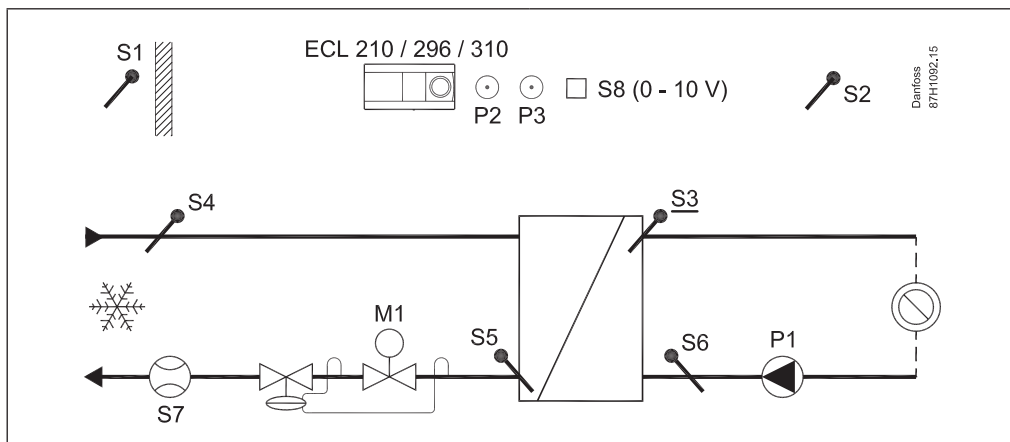 S1
ECL 210 / 296 / 310
P2
P3
S8 (0 - 10 V)
S2
Danfoss
87H1092.15
S4
S3
M1
S5
S6
P1
S7